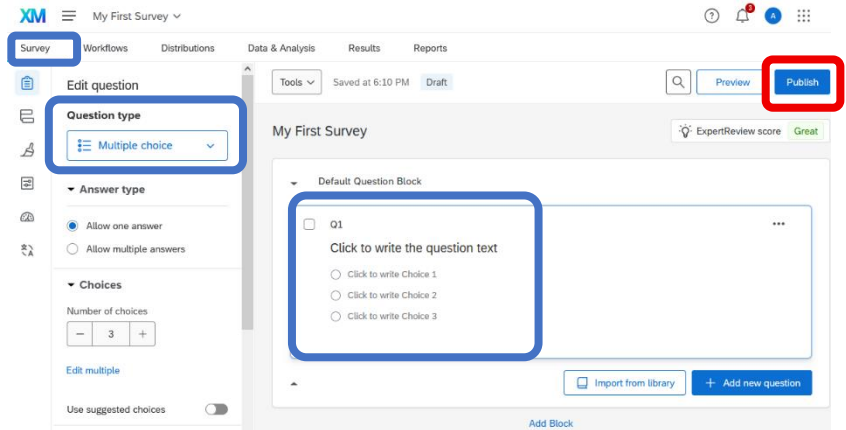 XM My First Survey 3 A
Survey Workflows Distributions Data & Analysis Results Reports
Edit question
Question type
Multiple choice
Answer type
Allow one answer
Allow multiple answers
Choices
Number of choices
− 3 +
Edit multiple
Use suggested choices
Tools Saved at 6:10 PM Draft Preview Publish
My First Survey ExpertReview score Great
Default Question Block
Q1
Click to write the question text
Click to write Choice 1
Click to write Choice 2
Click to write Choice 3
Import from library + Add new question
Add Block